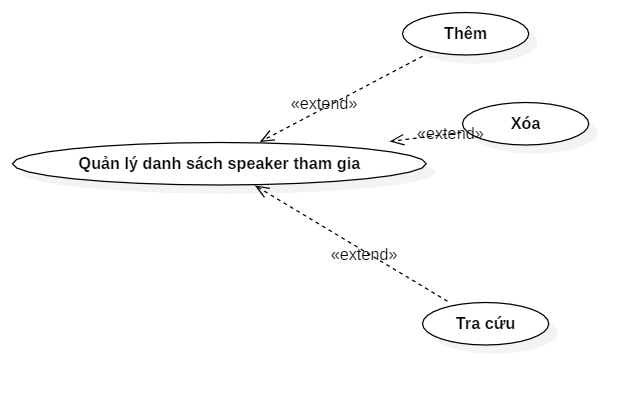 Thêm
«extend»
Xóa
«extend»
Quản lý danh sách speaker tham gia
«extend»
Tra cứu